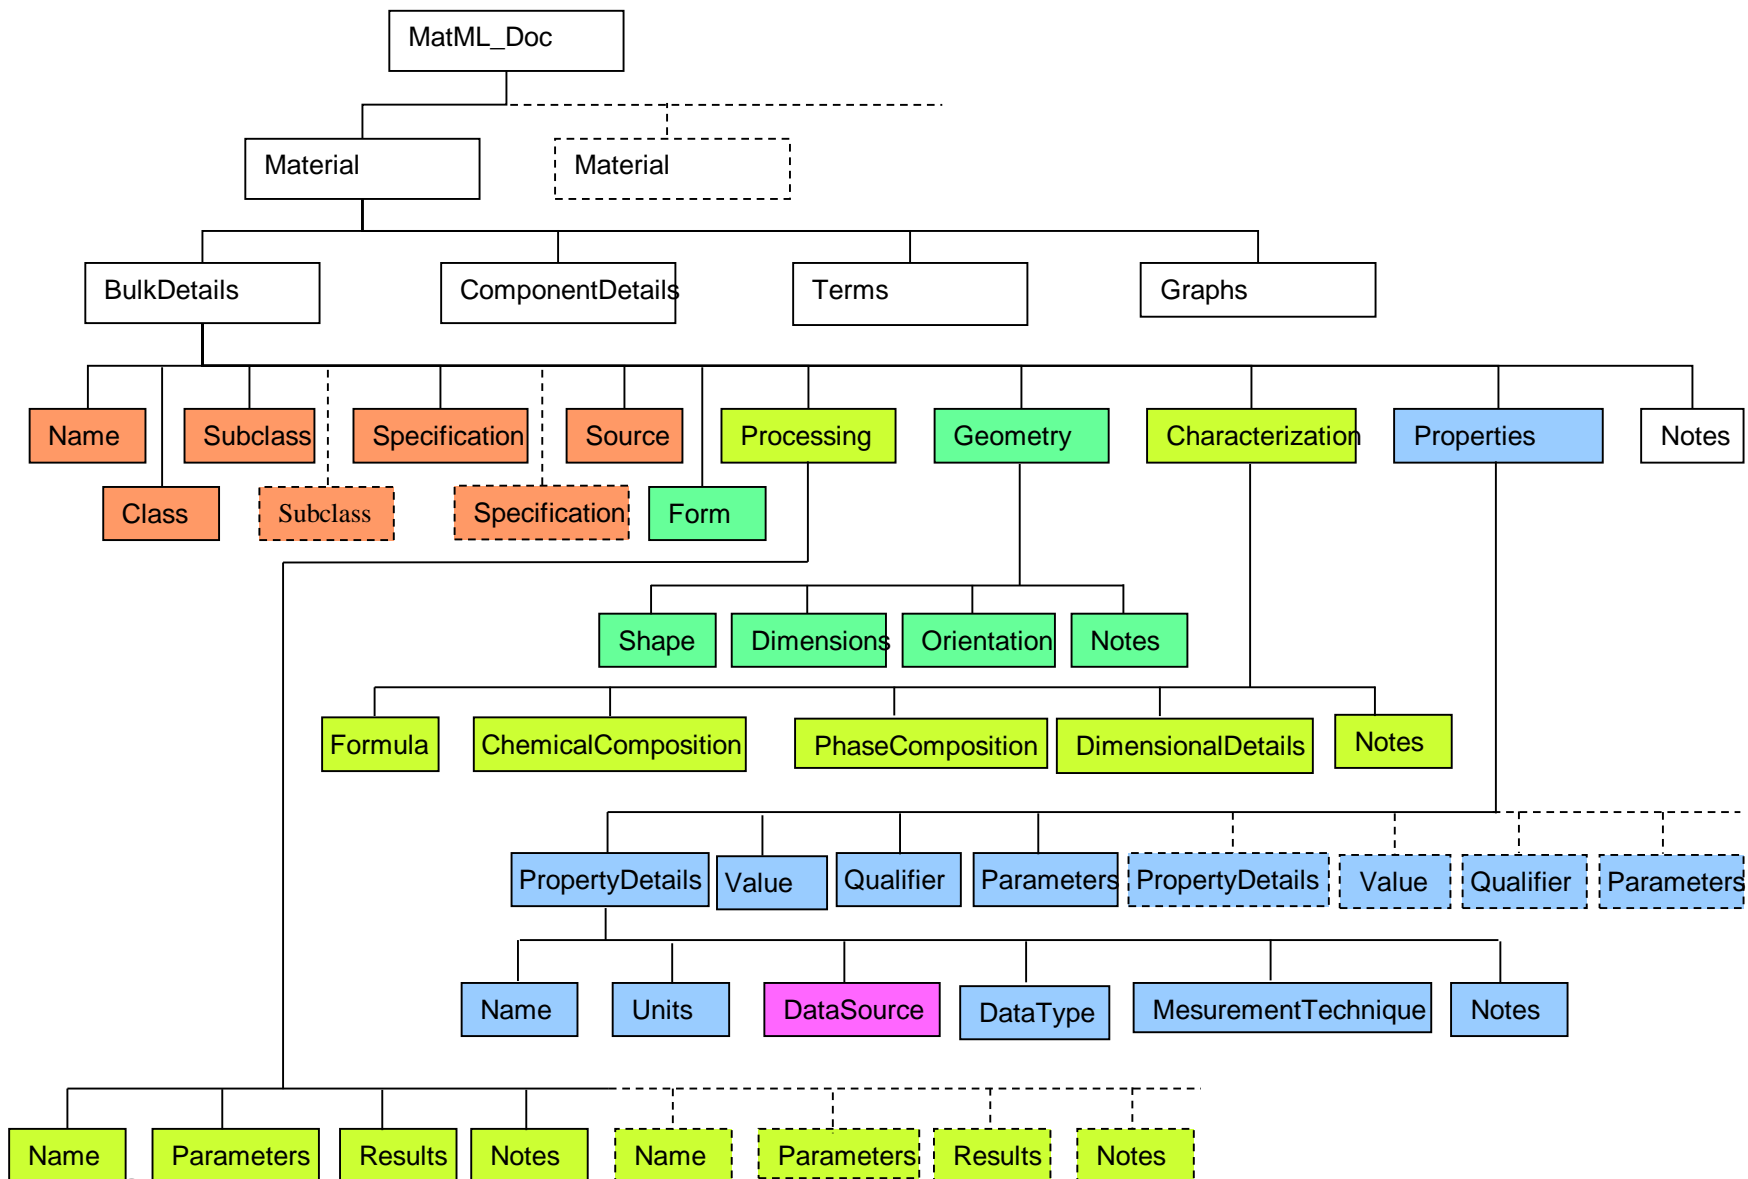 MatML_Doc
Material
Material
BulkDetails
ComponentDetails
Terms
Graphs
Name
Subclass
Specification
Source
Processing
Geometry
Characterization
Properties
Notes
Class
Subclass
Specification
Form
Shape
Dimensions
Orientation
Notes
Formula
ChemicalComposition
PhaseComposition
DimensionalDetails
Notes
PropertyDetails
Value
Qualifier
Parameters
PropertyDetails
Value
Qualifier
Parameters
Name
Units
DataSource
DataType
MesurementTechnique
Notes
Name
Parameters
Results
Notes
Name
Parameters
Results
Notes